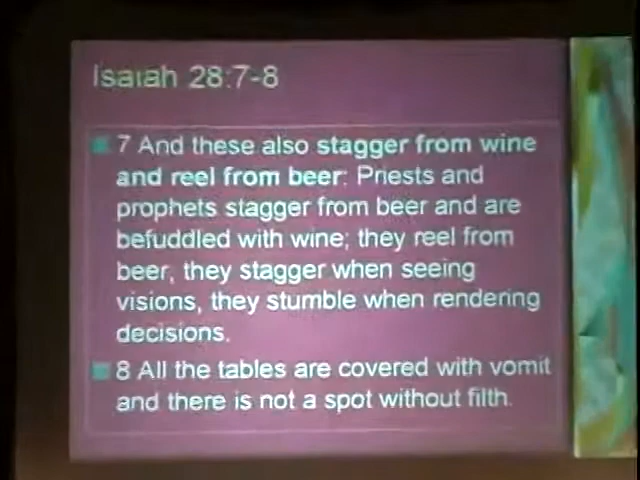 Isaiah 28:7-8
7 And these also stagger from wine
and reel from beer: Priests and
prophets stagger from beer and are
befuddled with wine; they reel from
beer, they stagger when seeing
visions, they stumble when rendering
decisions.
8 All the tables are covered with vomit
and there is not a spot without filth.